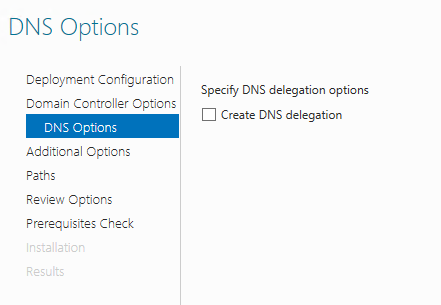 DNS Options
Deployment Configuration
Domain Controller Options
DNS Options
Additional Options
Paths
Review Options
Prerequisites Check
Installation
Results
Specify DNS delegation options
Create DNS delegation